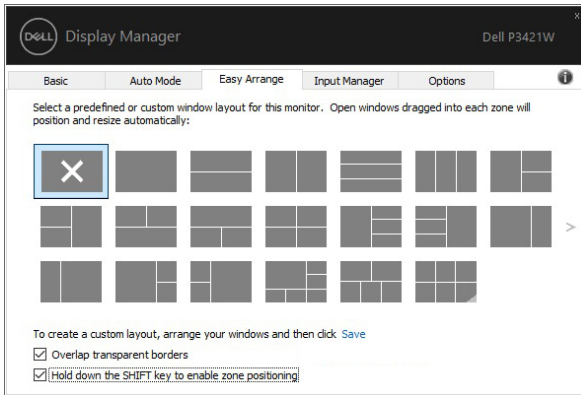 DELL Display Manager
Dell P3421W
x
Basic
Auto Mode
Easy Arrange
Input Manager
Options
i
Select a predefined or custom window layout for this monitor. Open windows dragged into each zone will
position and resize automatically:
To create a custom layout, arrange your windows and then click Save
Overlap transparent borders
Hold down the SHIFT key to enable zone positioning